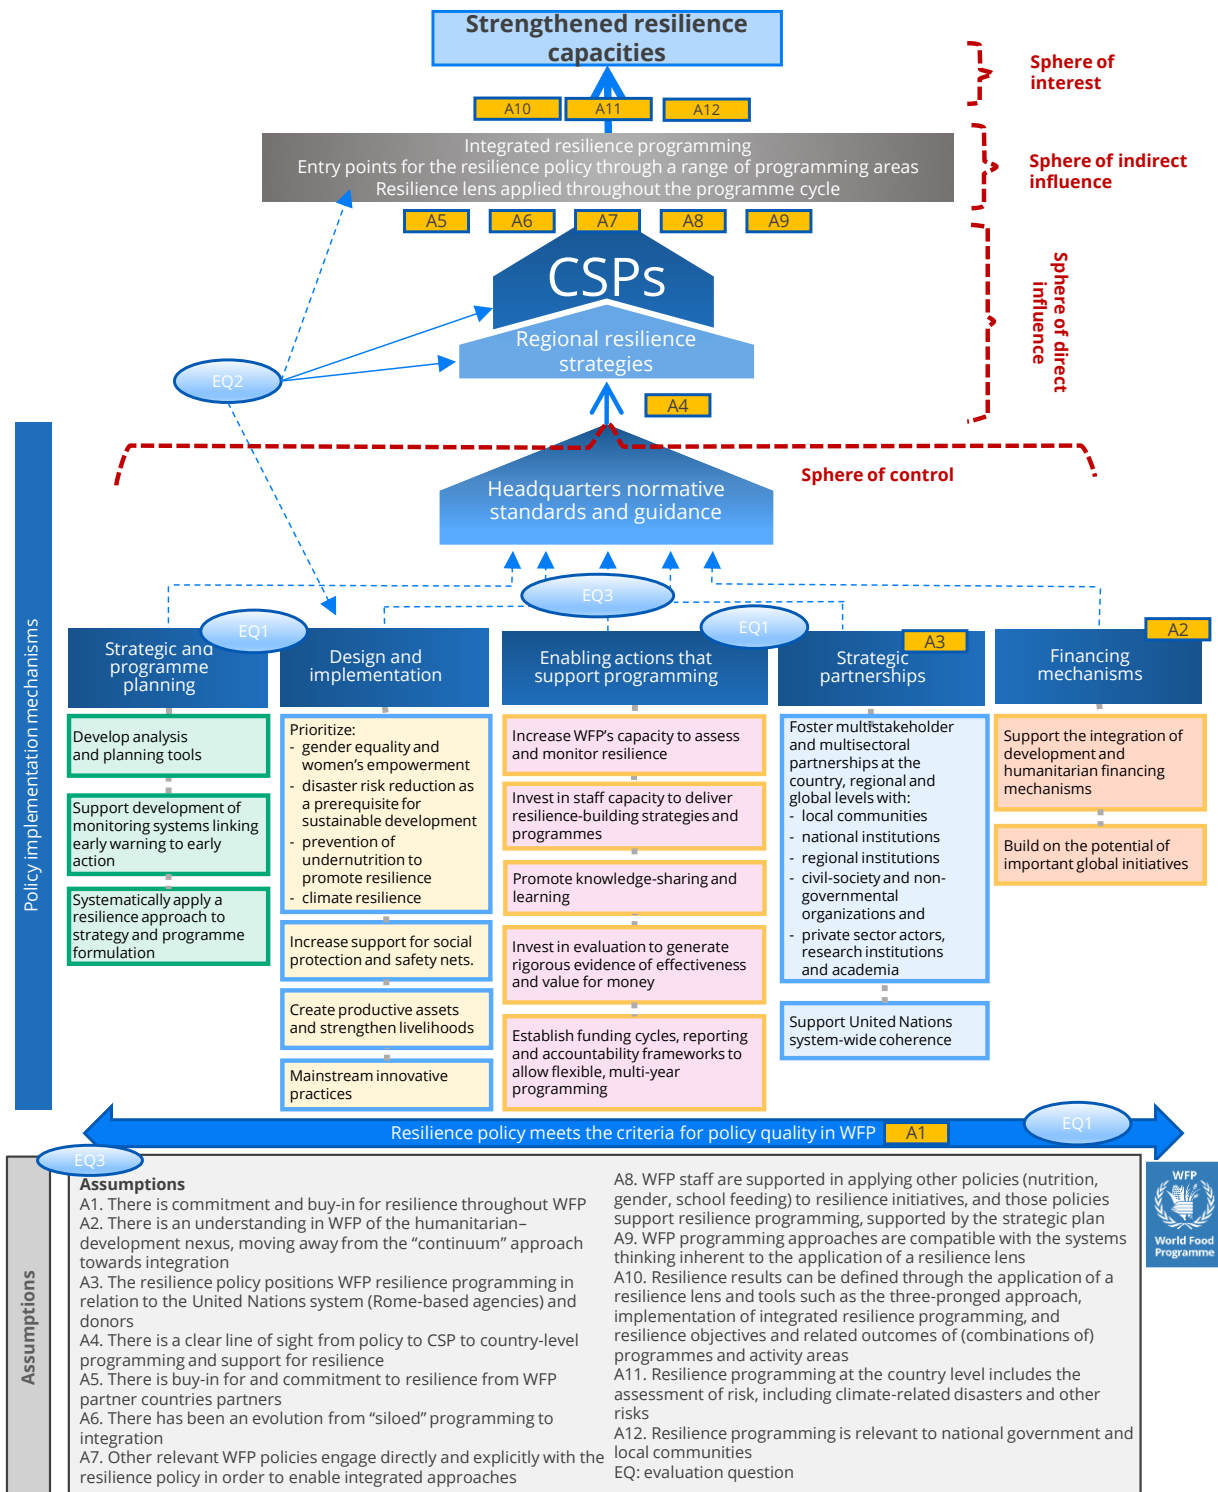 Strengthened resilience
capacities
Sphere of
interest
A10
A11
A12
Integrated resilience programming
Entry points for the resilience policy through a range of programming areas
Resilience lens applied throughout the programme cycle
Sphere of indirect
influence
A5
A6
A7
A8
A9
CSPs
Sphere of direct
influence
Regional resilience
strategies
EQ2
A4
Sphere of control
Headquarters normative
standards and guidance
Policy implementation mechanisms
EQ3
EQ1
EQ1
A3
A2
Strategic and
programme
planning
Design and
implementation
Enabling actions that
support programming
Strategic
partnerships
Financing
mechanisms
Develop analysis
and planning tools
Support development of
monitoring systems linking
early warning to early
action
Systematically apply a
resilience approach to
strategy and programme
formulation
Prioritize:
- gender equality and
women's empowerment
- disaster risk reduction as
a prerequisite for
sustainable development
- prevention of
undernutrition to
promote resilience
- climate resilience
Increase support for social
protection and safety nets.
Create productive assets
and strengthen livelihoods
Mainstream innovative
practices
Increase WFP's capacity to assess
and monitor resilience
Invest in staff capacity to deliver
resilience-building strategies and
programmes
Promote knowledge-sharing and
learning
Invest in evaluation to generate
rigorous evidence of effectiveness
and value for money
Establish funding cycles, reporting
and accountability frameworks to
allow flexible, multi-year
programming
Foster multistakeholder
and multisectoral
partnerships at the
country, regional and
global levels with:
- local communities
- national institutions
- regional institutions
- civil-society and non-
governmental
organizations and
- private sector actors,
research institutions
and academia
Support United Nations
system-wide coherence
Support the integration of
development and
humanitarian financing
mechanisms
Build on the potential of
important global initiatives
Resilience policy meets the criteria for policy quality in WFP
A1
EQ1
EQ3
Assumptions
Assumptions
A1. There is commitment and buy-in for resilience throughout WFP
A2. There is an understanding in WFP of the humanitarian–
development nexus, moving away from the “continuum” approach
towards integration
A3. The resilience policy positions WFP resilience programming in
relation to the United Nations system (Rome-based agencies) and
donors
A4. There is a clear line of sight from policy to CSP to country-level
programming and support for resilience
A5. There is buy-in for and commitment to resilience from WFP
partner countries partners
A6. There has been an evolution from “siloed” programming to
integration
A7. Other relevant WFP policies engage directly and explicitly with the
resilience policy in order to enable integrated approaches
A8. WFP staff are supported in applying other policies (nutrition,
gender, school feeding) to resilience initiatives, and those policies
support resilience programming, supported by the strategic plan
A9. WFP programming approaches are compatible with the systems
thinking inherent to the application of a resilience lens
A10. Resilience results can be defined through the application of a
resilience lens and tools such as the three-pronged approach,
implementation of integrated resilience programming, and
resilience objectives and related outcomes of (combinations of)
programmes and activity areas
A11. Resilience programming at the country level includes the
assessment of risk, including climate-related disasters and other
risks
A12. Resilience programming is relevant to national government and
local communities
EQ: evaluation question
WFP
World Food
Programme